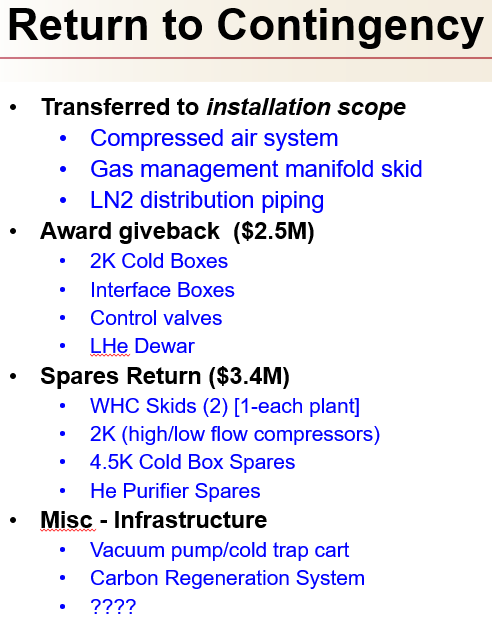 Return to Contingency
• Transferred to installation scope
• Compressed air system
• Gas management manifold skid
• LN2 distribution piping
• Award giveback ($2.5M)
• 2K Cold Boxes
• Interface Boxes
• Control valves
• LHe Dewar
• Spares Return ($3.4M)
• WHC Skids (2) [1-each plant]
• 2K (high/low flow compressors)
• 4.5K Cold Box Spares
• He Purifier Spares
• Misc - Infrastructure
• Vacuum pump/cold trap cart
• Carbon Regeneration System
• ????